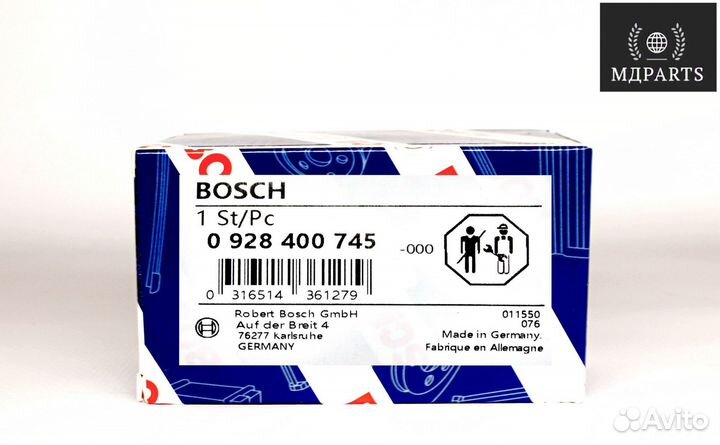 МДPARTS
BOSCH
1 St/Pc
0 928 400 745 -000
0 316514 361279
Robert Bosch GmbH
Auf der Breit 4
76277 Karlsruhe
GERMANY
011550
076
Made in Germany.
Fabrique en Allemagne
Avito